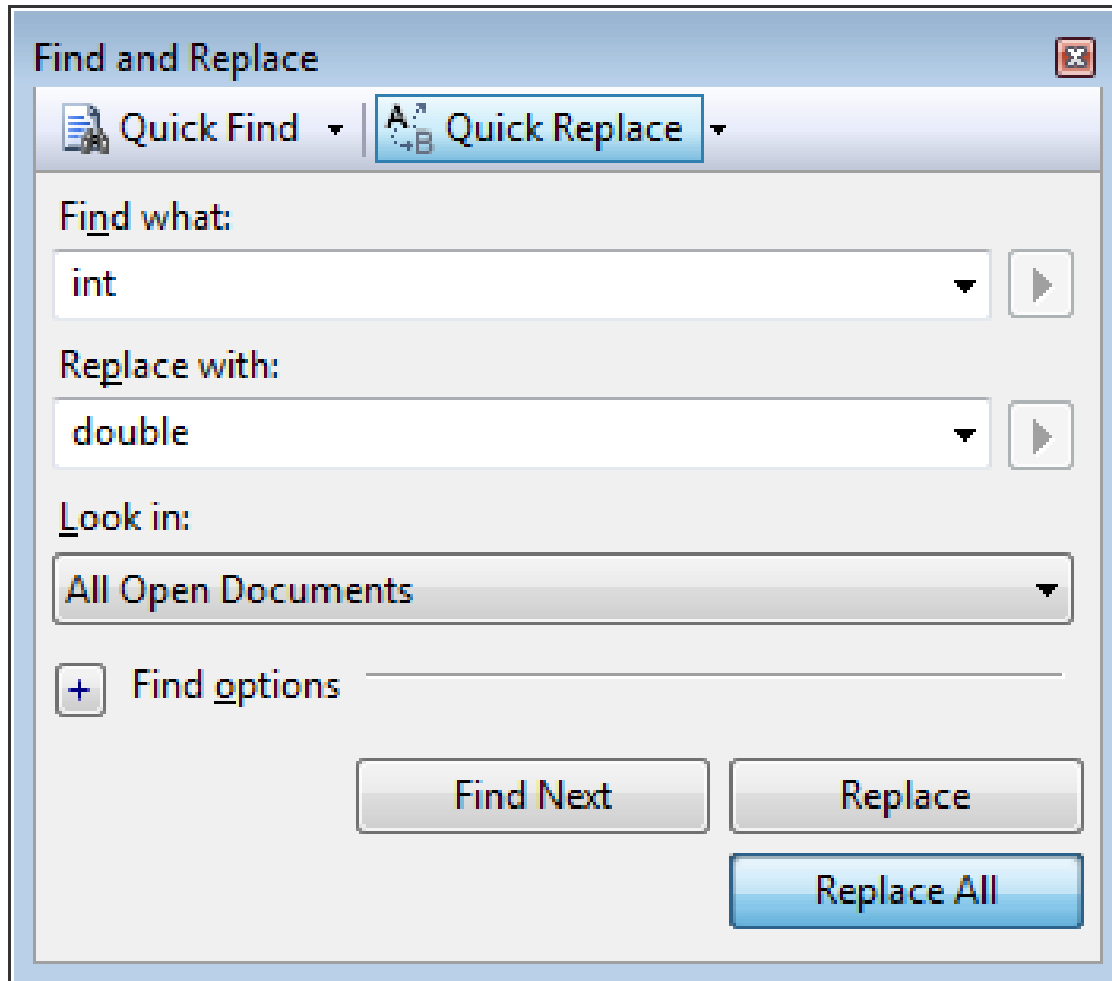 Find and Replace
Quick Find
Quick Replace
Find what:
int
Replace with:
double
Look in:
All Open Documents
+ Find options
Find Next
Replace
Replace All